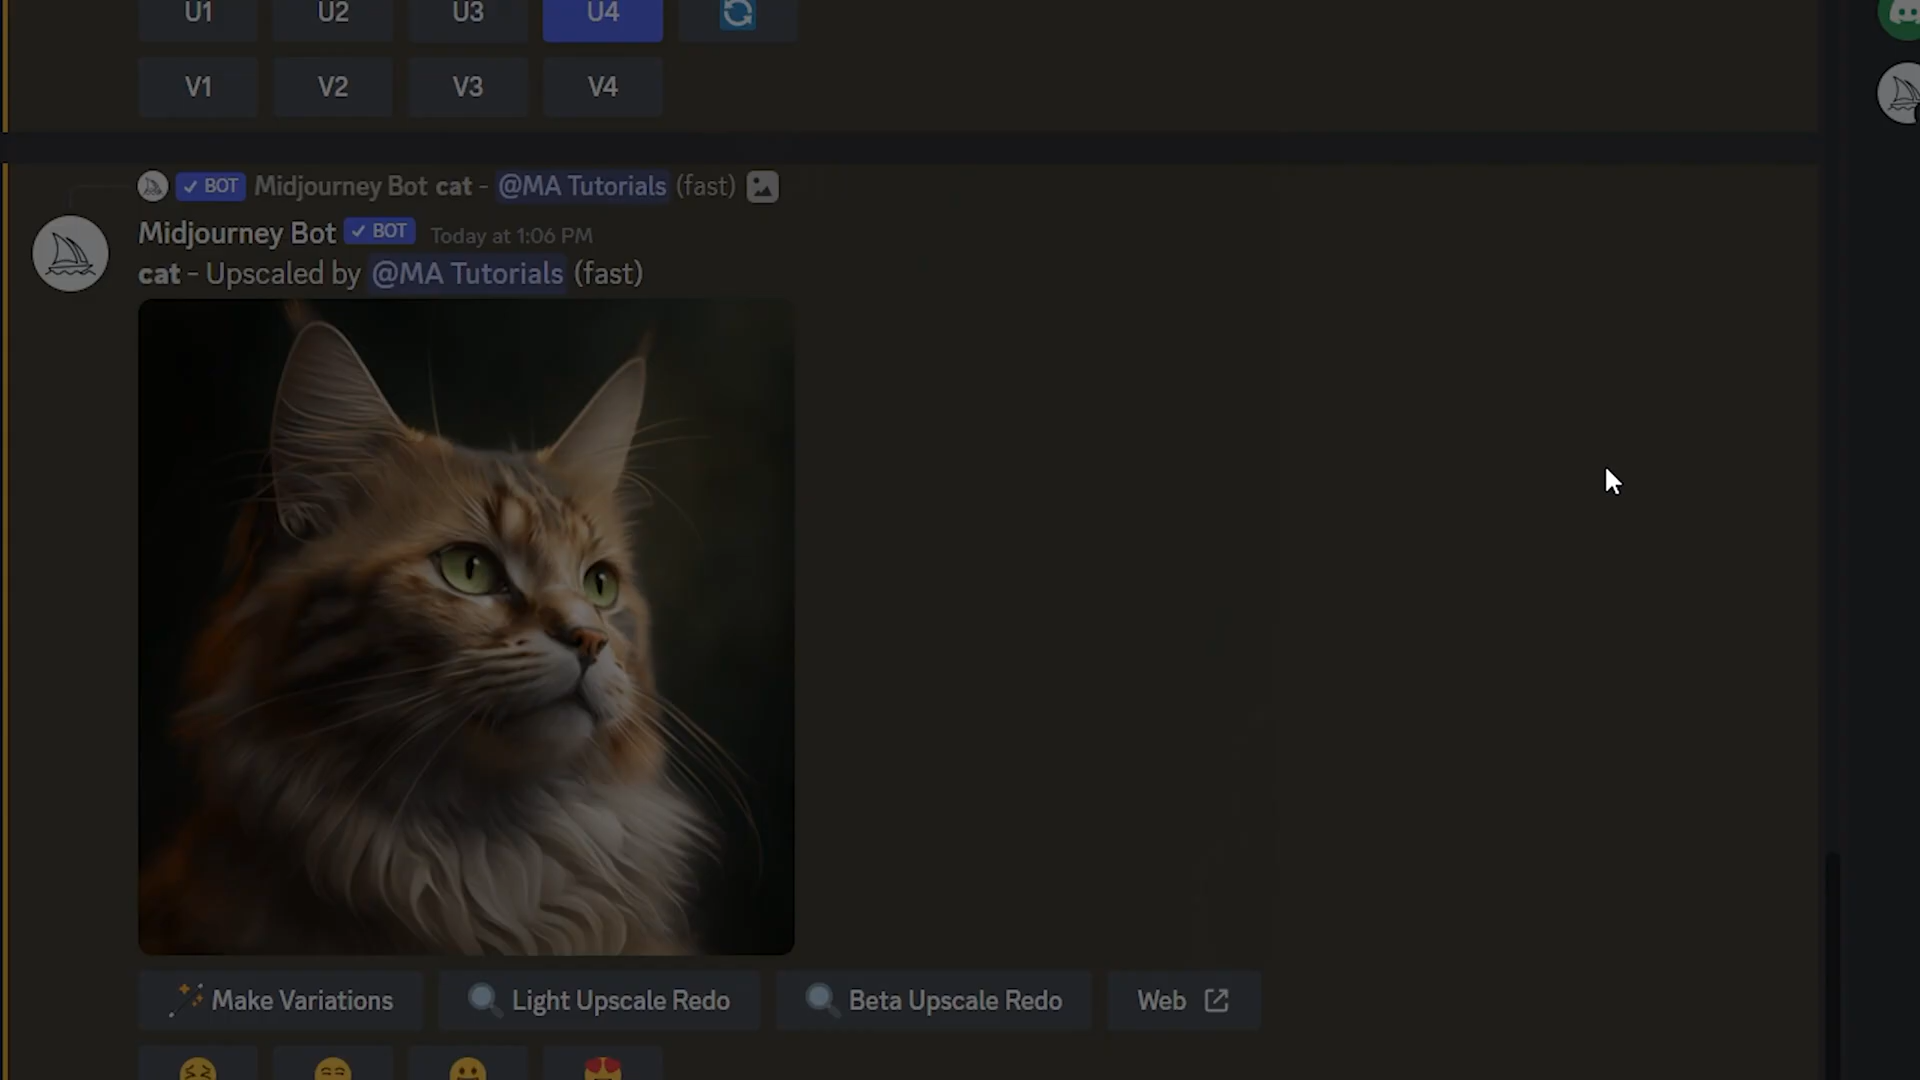 U1 U2 U3 U4
V1 V2 V3 V4
✓ BOT Midjourney Bot cat - @MA Tutorials (fast)
Midjourney Bot ✓ BOT Today at 1:06 PM
cat - Upscaled by @MA Tutorials (fast)
Make Variations Light Upscale Redo Beta Upscale Redo Web